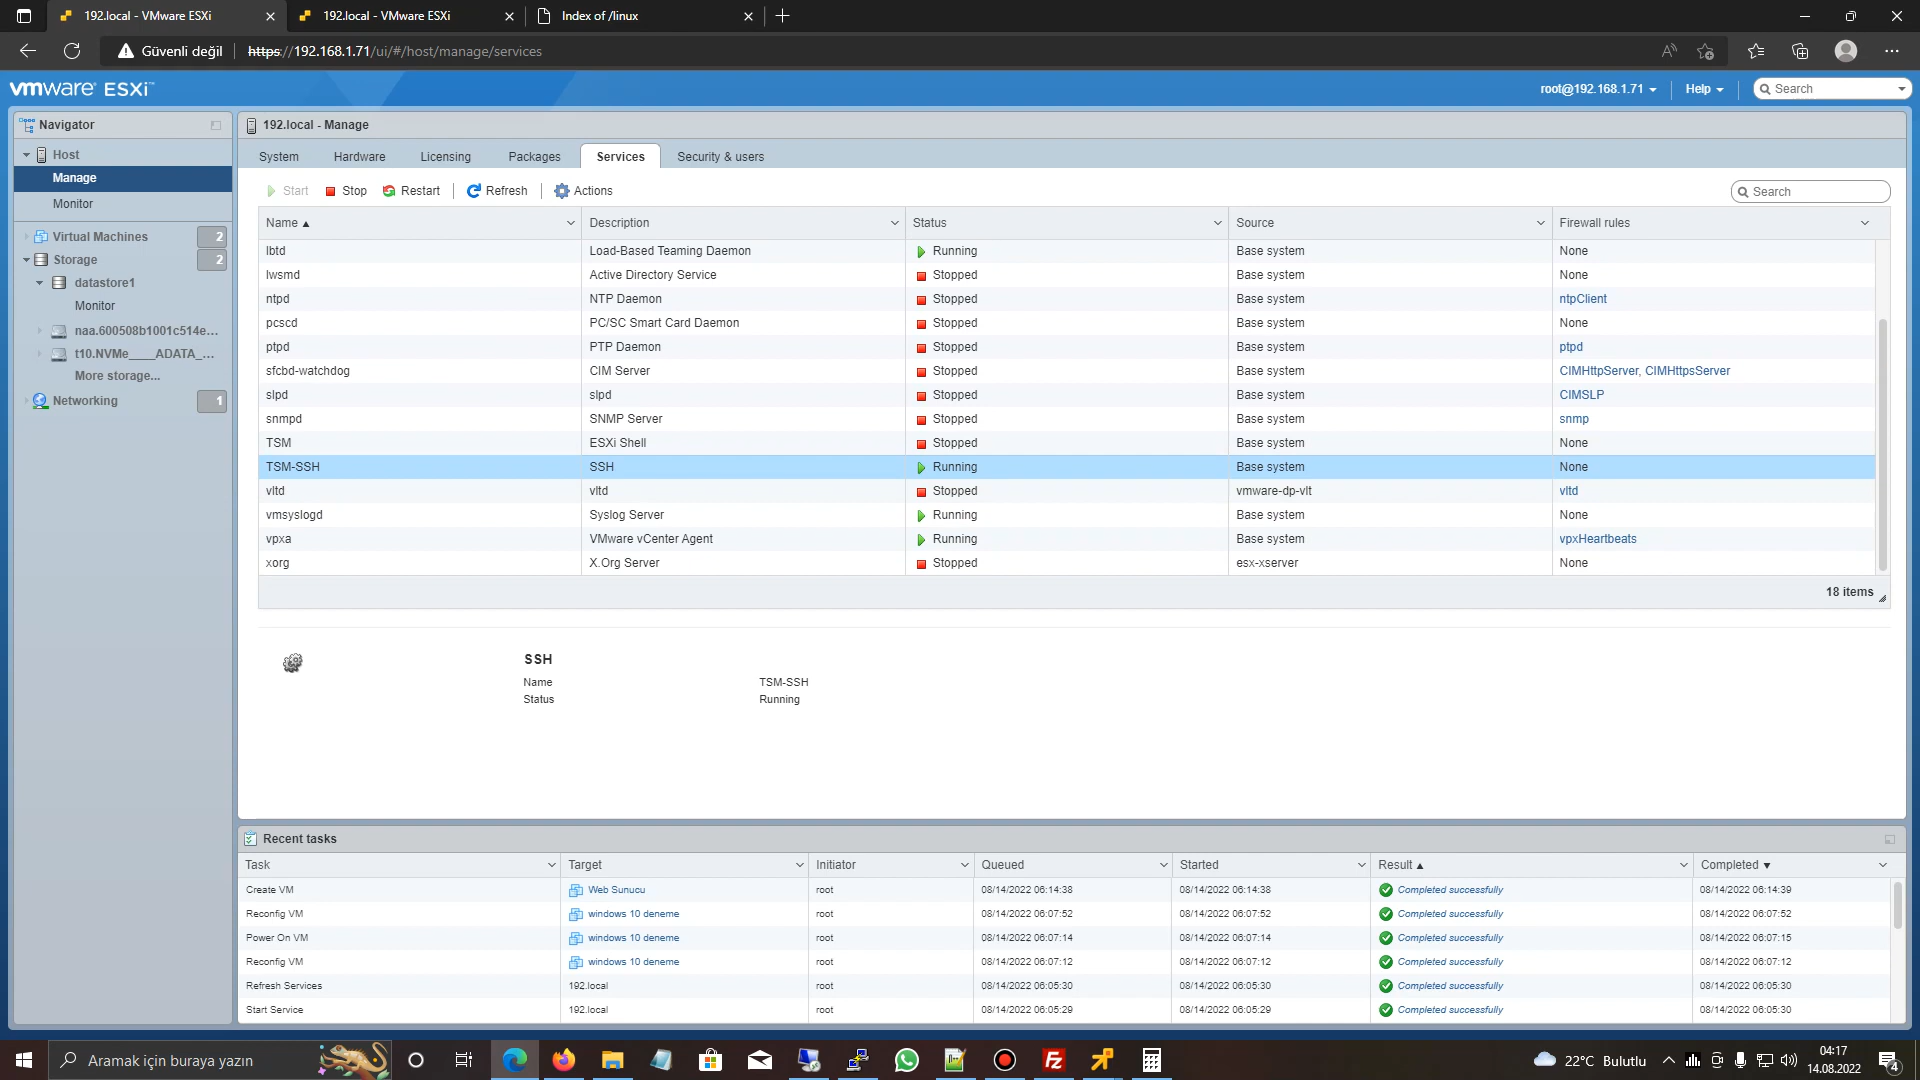 192.local - VMware ESXi
192.local - VMware ESXi
Index of /linux
Güvenli değil
https://192.168.1.71/ui/#/host/manage/services
vmware ESXi™
root@192.168.1.71
Help
Search
Navigator
Host
Manage
Monitor
Virtual Machines 2
Storage 2
datastore1
Monitor
naa.600508b1001c514e...
t10.NVMe____ADATA_...
More storage...
Networking 1
192.local - Manage
System Hardware Licensing Packages Services Security & users
Start Stop Restart Refresh Actions
Search
Name Description Status Source Firewall rules
lbtd Load-Based Teaming Daemon Running Base system None
lwsmd Active Directory Service Stopped Base system None
ntpd NTP Daemon Stopped Base system ntpClient
pcscd PC/SC Smart Card Daemon Stopped Base system None
ptpd PTP Daemon Stopped Base system ptpd
sfcbd-watchdog CIM Server Stopped Base system CIMHttpServer, CIMHttpsServer
slpd slpd Stopped Base system CIMSLP
snmpd SNMP Server Stopped Base system snmp
TSM ESXi Shell Stopped Base system None
TSM-SSH SSH Running Base system None
vltd vltd Stopped vmware-dp-vlt vltd
vmsyslogd Syslog Server Running Base system None
vpxa VMware vCenter Agent Running Base system vpxHeartbeats
xorg X.Org Server Stopped esx-xserver None
18 items
SSH
Name TSM-SSH
Status Running
Recent tasks
Task Target Initiator Queued Started Result Completed
Create VM Web Sunucu root 08/14/2022 06:14:38 08/14/2022 06:14:38 Completed successfully 08/14/2022 06:14:39
Reconfig VM windows 10 deneme root 08/14/2022 06:07:52 08/14/2022 06:07:52 Completed successfully 08/14/2022 06:07:52
Power On VM windows 10 deneme root 08/14/2022 06:07:14 08/14/2022 06:07:14 Completed successfully 08/14/2022 06:07:15
Reconfig VM windows 10 deneme root 08/14/2022 06:07:12 08/14/2022 06:07:12 Completed successfully 08/14/2022 06:07:12
Refresh Services 192.local root 08/14/2022 06:05:30 08/14/2022 06:05:30 Completed successfully 08/14/2022 06:05:30
Start Service 192.local root 08/14/2022 06:05:29 08/14/2022 06:05:29 Completed successfully 08/14/2022 06:05:30
Aramak için buraya yazın
Fz
22°C Bulutlu
04:17
14.08.2022
4